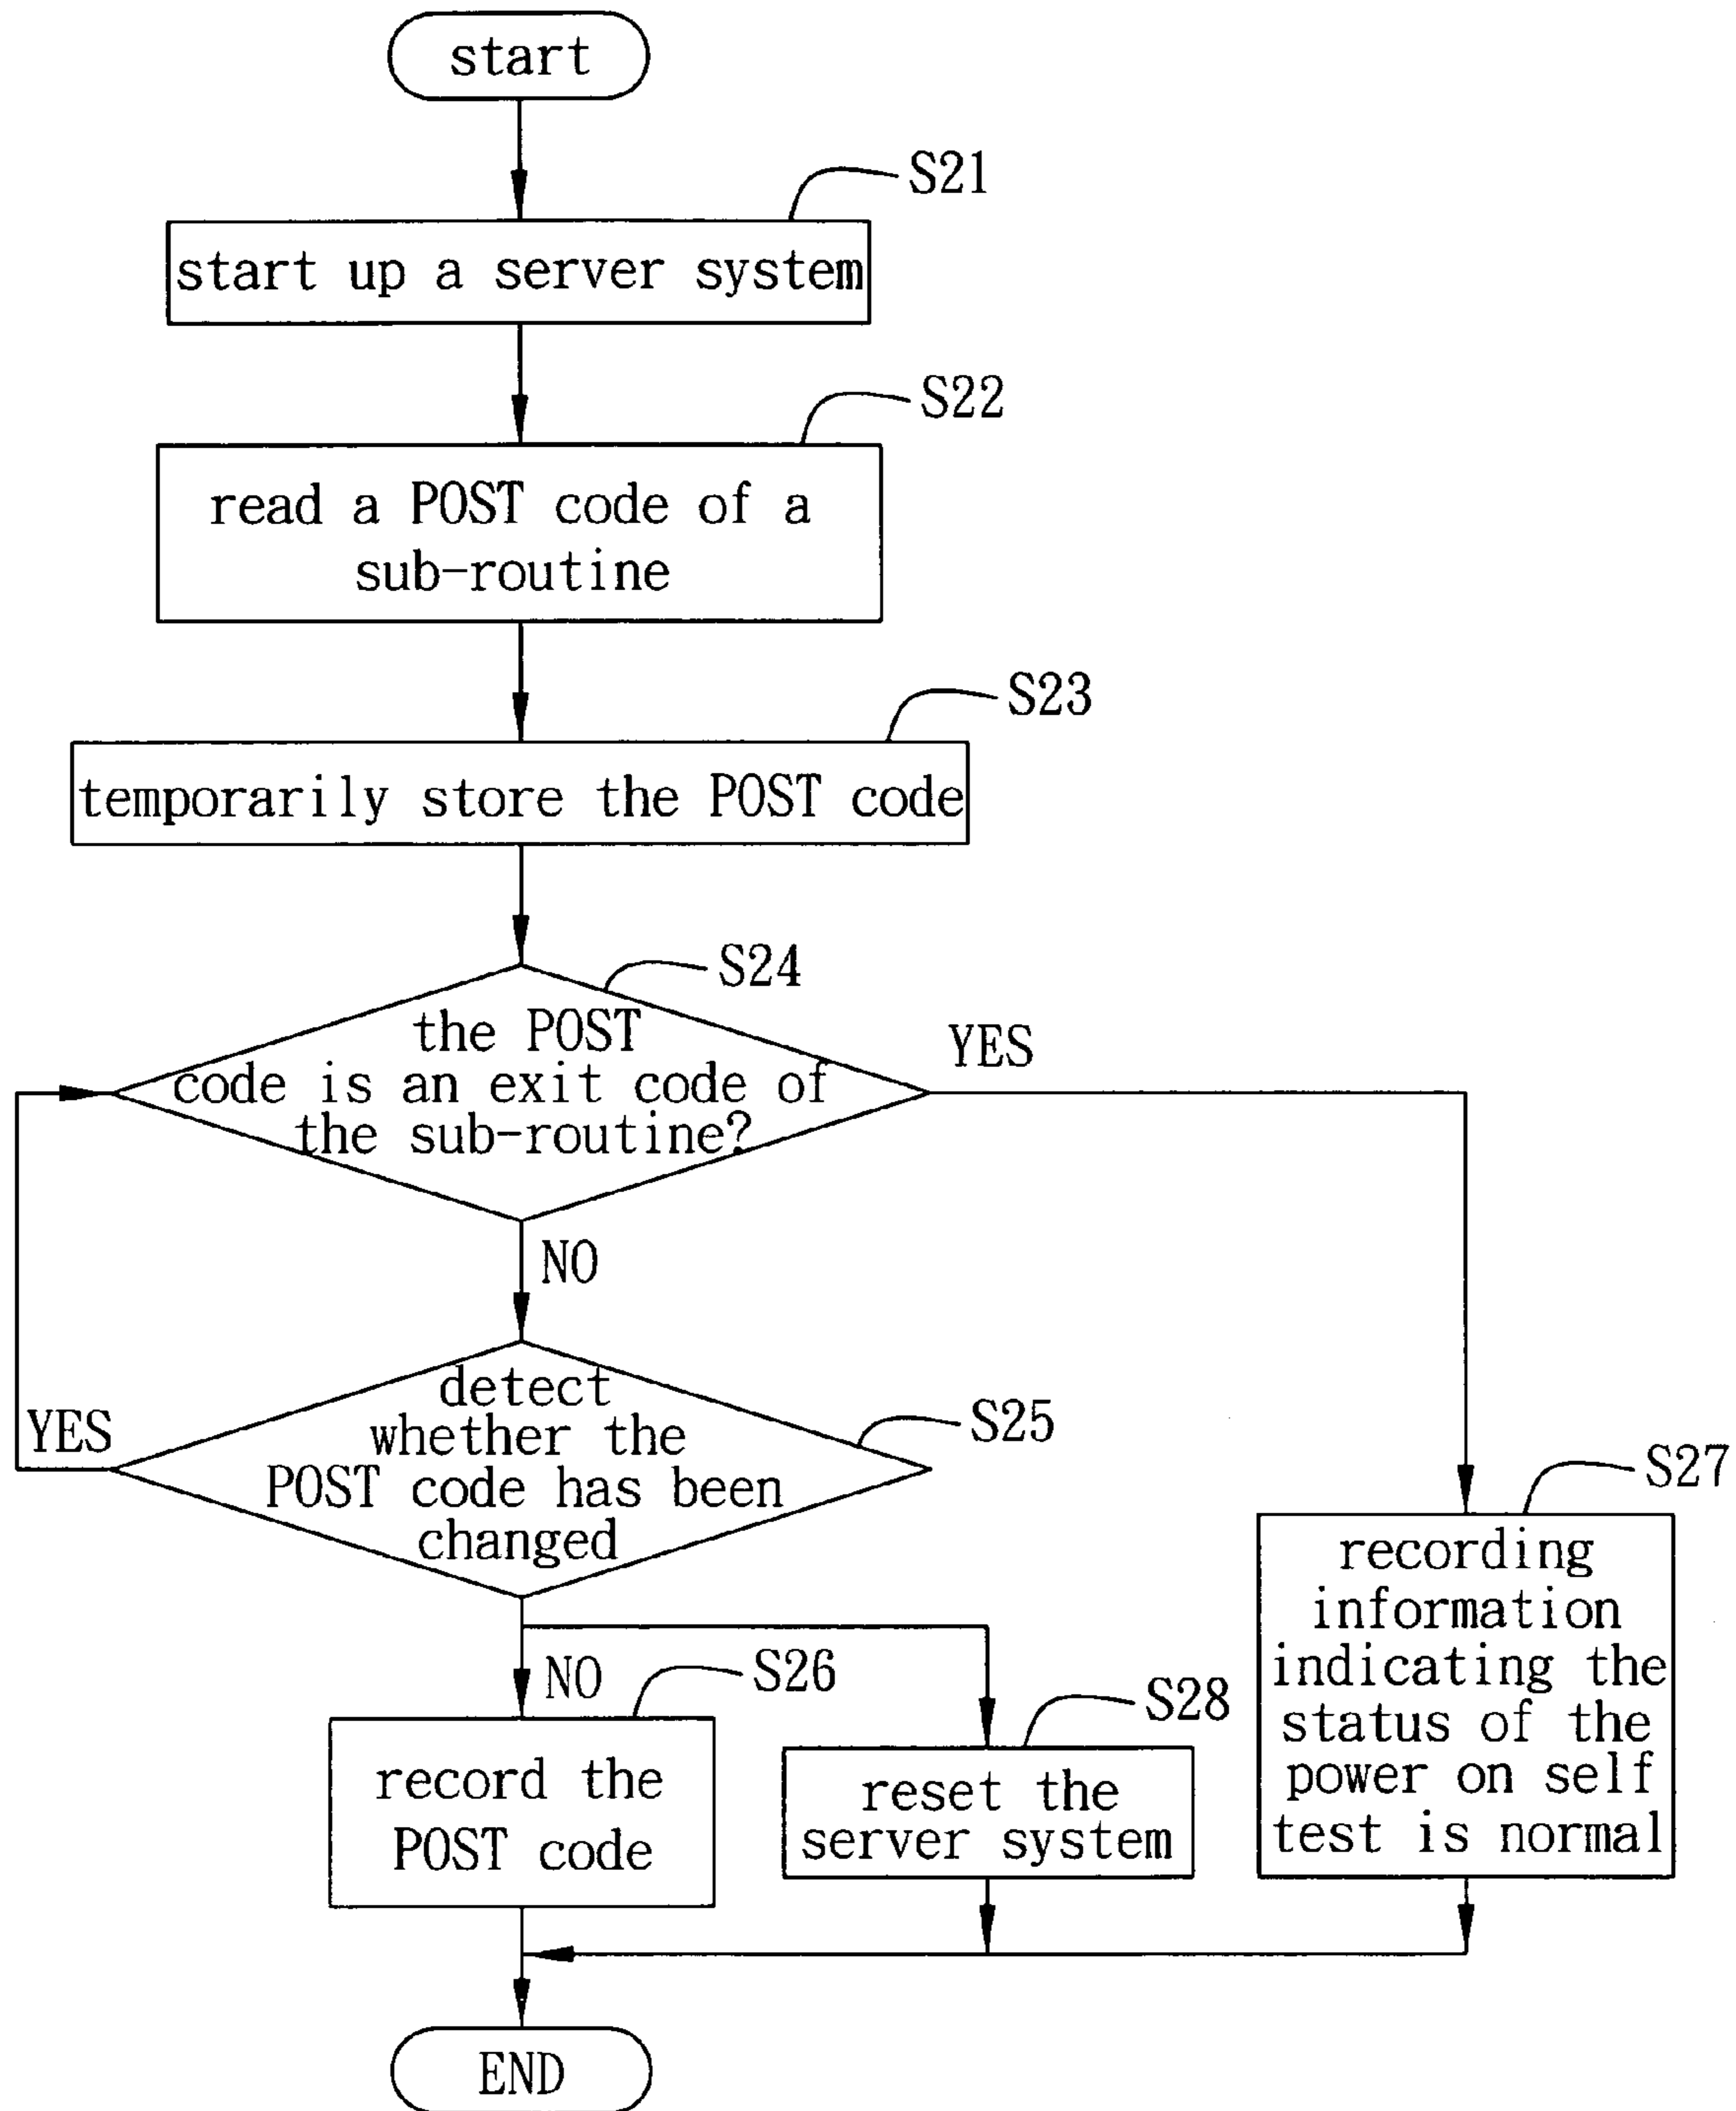 start
S21
start up a server system
S22
read a POST code of a
sub-routine
S23
temporarily store the POST code
S24
the POST
code is an exit code of
the sub-routine?
YES
NO
detect
whether the
POST code has been
changed
S25
YES
NO
S26
record the
POST code
S28
reset the
server system
S27
recording
information
indicating the
status of the
power on self
test is normal
END